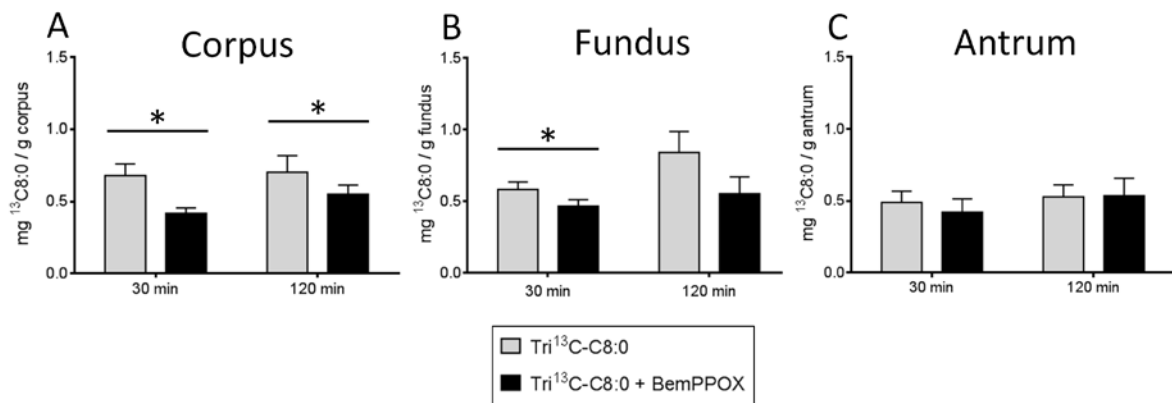 A
Corpus
mg ¹³C8:0 / g corpus
1.5
1.0
0.5
0.0
*
*
30 min
120 min
B
Fundus
mg ¹³C8:0 / g fundus
1.5
1.0
0.5
0.0
*
30 min
120 min
C
Antrum
mg ¹³C8:0 / g antrum
1.5
1.0
0.5
0.0
30 min
120 min
Tri¹³C-C8:0
Tri¹³C-C8:0 + BemPPOX